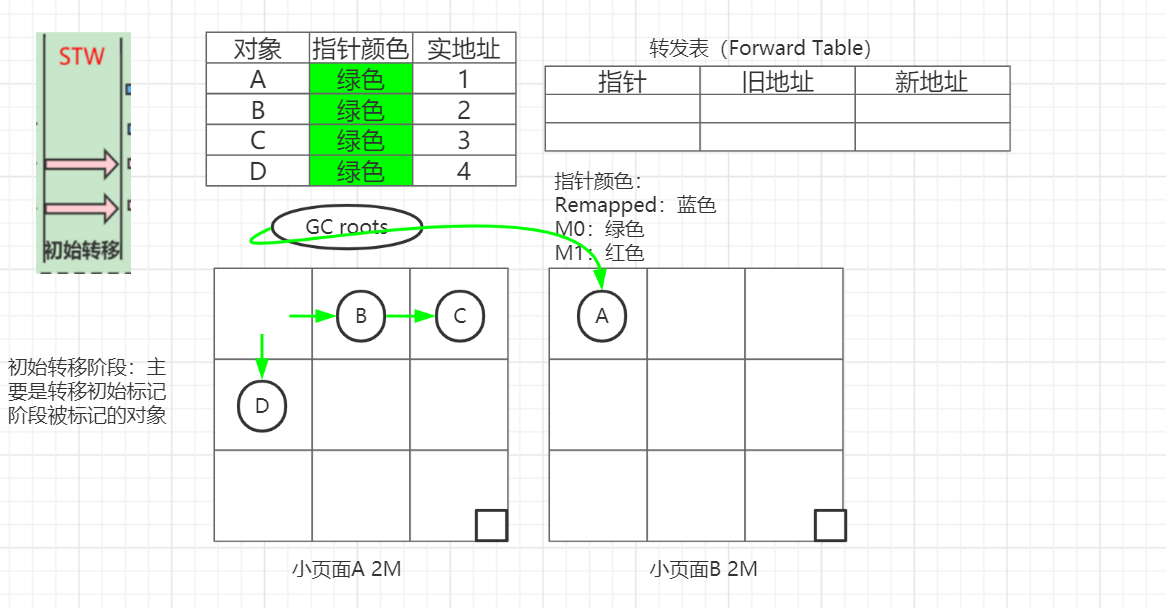 STW
初始转移
对象 指针颜色 实地址
A 绿色 1
B 绿色 2
C 绿色 3
D 绿色 4
转发表（Forward Table）
指针 旧地址 新地址
指针颜色：
Remapped：蓝色
M0：绿色
M1：红色
GC roots
B C
D
A
初始转移阶段：主
要是转移初始标记
阶段被标记的对象
小页面A 2M
小页面B 2M